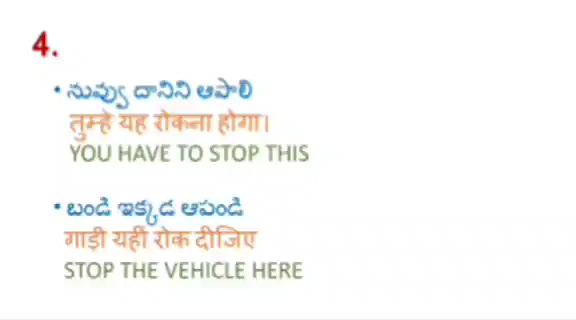 4.
• నువ్వు దానిని ఆపాలి
तुम्हे यह रोकना होगा।
YOU HAVE TO STOP THIS
• బండి ఇక్కడ ఆపండి
गाड़ी यहीं रोक दीजिए
STOP THE VEHICLE HERE